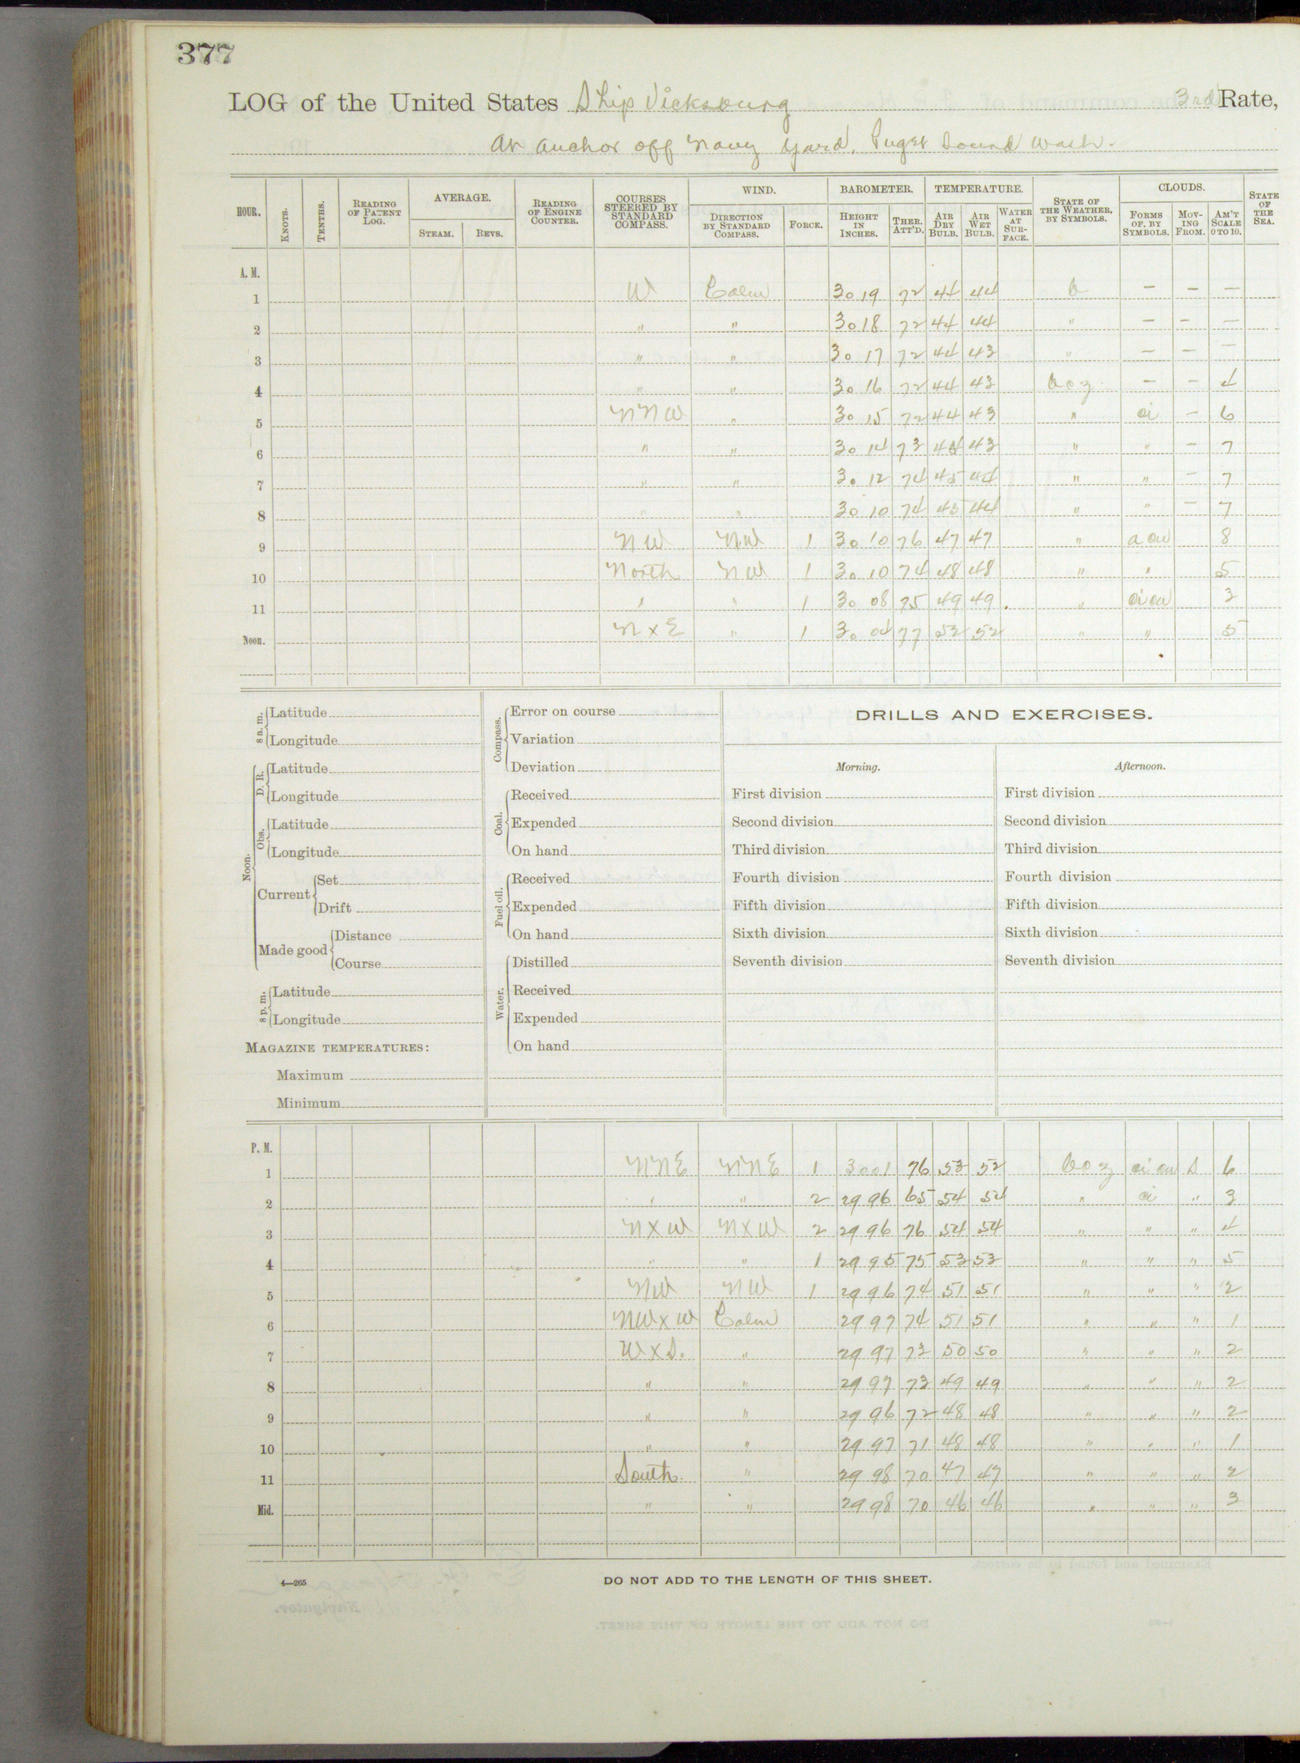 377
LOG of the United States Ship Vicksburg 3rd Rate,
At anchor off Navy Yard, Puget Sound Wash.
HOUR. KNOTS. TENTHS. READING OF PATENT LOG. AVERAGE. STEAM. REVS. READING OF ENGINE COUNTER. COURSES STEERED BY STANDARD COMPASS. WIND. DIRECTION BY STANDARD COMPASS. FORCE. BAROMETER. HEIGHT IN INCHES. THER. ATT'D. TEMPERATURE. AIR DRY BULB. AIR WET BULB. WATER AT SURFACE. STATE OF THE WEATHER, BY SYMBOLS. CLOUDS. FORMS OF, BY SYMBOLS. MOVING FROM. AM'T SCALE 0 TO 10. STATE OF THE SEA.
A. M.
1 W Calm 30 19 72 44 44 b — — —
2 " " 30 18 72 44 44 " — — —
3 " " 30 17 72 44 43 " — — —
4 " " 30 16 72 44 43 bcz — — 4
5 NNW " 30 15 72 44 43 " ci — 6
6 " " 30 14 73 44 43 " " — 7
7 " " 30 12 74 45 44 " " — 7
8 " " 30 10 74 45 44 " " — 7
9 NW NW 1 30 10 76 47 47 " a cu 8
10 North NW 1 30 10 74 48 48 " " 5
11 " " 1 30 08 75 49 49 " ci cu 3
Noon. N x E " 1 30 04 77 52 52 " " 5
8 a. m. Latitude
Longitude
Noon. D. R. Latitude
Longitude
Obs. Latitude
Longitude
Current Set
Drift
Made good Distance
Course
8 p. m. Latitude
Longitude
MAGAZINE TEMPERATURES:
Maximum
Minimum
Compass. Error on course
Variation
Deviation
Coal. Received
Expended
On hand
Fuel oil. Received
Expended
On hand
Water. Distilled
Received
Expended
On hand
DRILLS AND EXERCISES.
Morning. Afternoon.
First division First division
Second division Second division
Third division Third division
Fourth division Fourth division
Fifth division Fifth division
Sixth division Sixth division
Seventh division Seventh division
P. M.
1 NNE NNE 1 30 01 76 53 52 bcz ci cu S 6
2 " " 2 29 96 65 54 54 " ci " 3
3 N x W N x W 2 29 96 76 54 54 " " " 4
4 " " 1 29 95 75 53 53 " " " 5
5 NW NW 1 29 96 74 51 51 " " " 2
6 NW x W Calm 29 97 74 51 51 " " " 1
7 W x S. " 29 97 73 50 50 " " " 2
8 " " 29 97 73 49 49 " " " 2
9 " " 29 96 72 48 48 " " " 2
10 " " 29 97 71 48 48 " " " 1
11 South " 29 98 70 47 47 " " " 2
Mid. " " 29 98 70 46 46 " " " 3
4—265 DO NOT ADD TO THE LENGTH OF THIS SHEET.